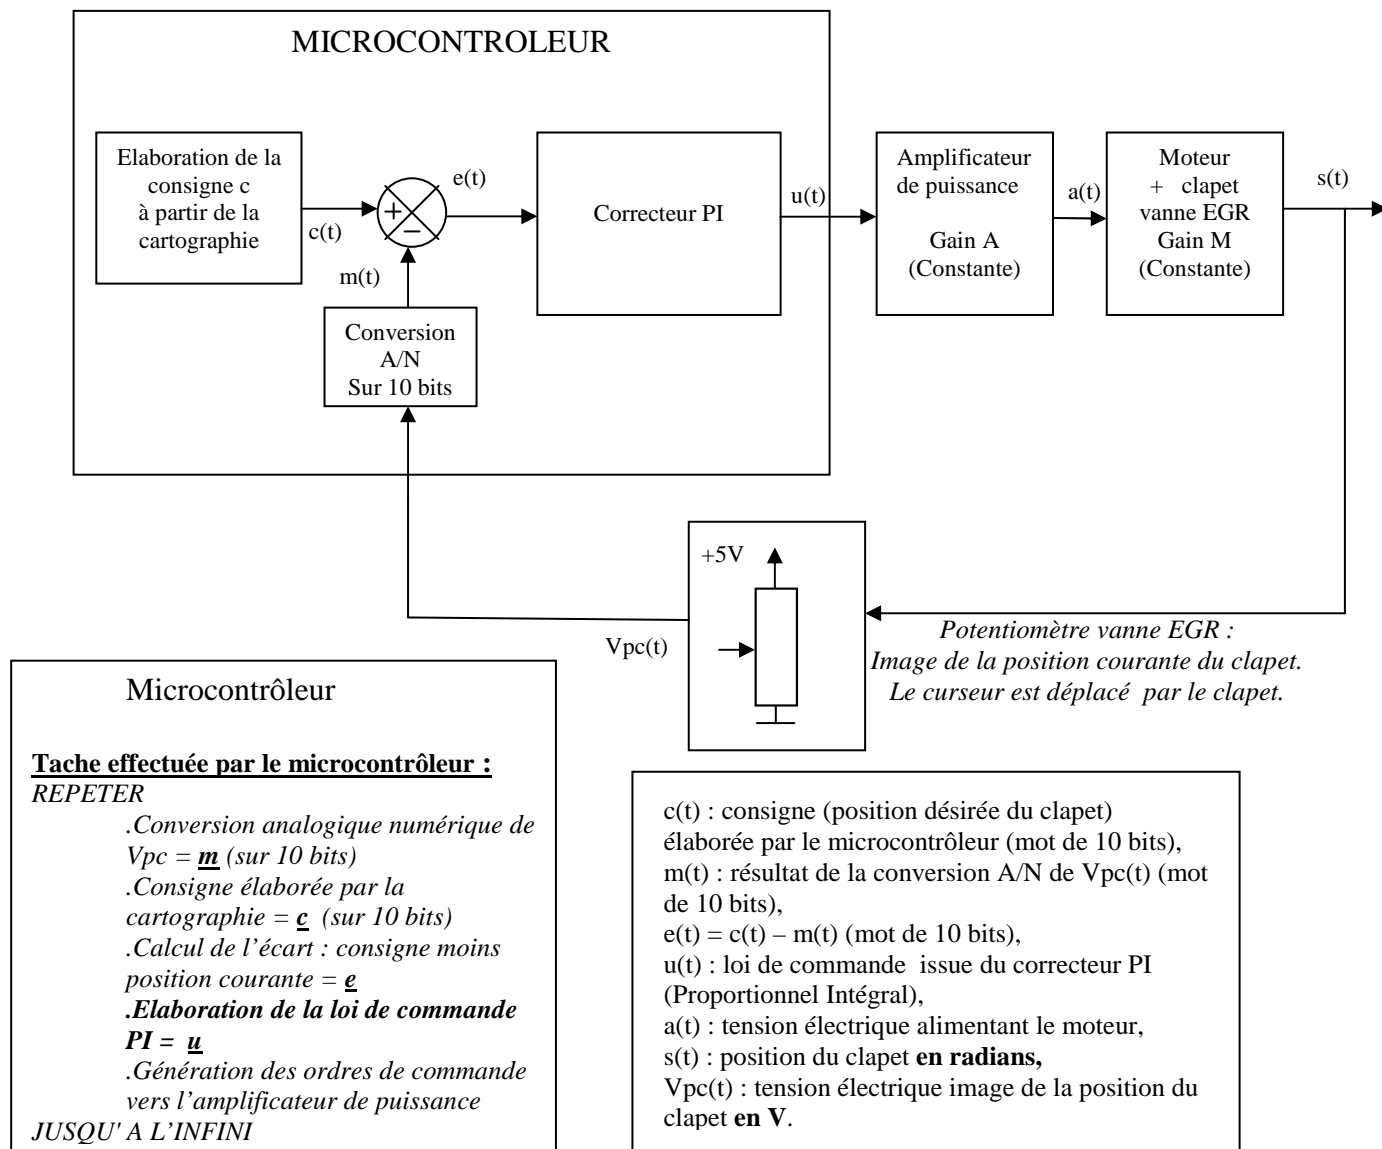 MICROCONTROLEUR
Elaboration de la
consigne c
à partir de la
cartographie
c(t)
+
−
e(t)
m(t)
Correcteur PI
u(t)
Amplificateur
de puissance
Gain A
(Constante)
a(t)
Moteur
+ clapet
vanne EGR
Gain M
(Constante)
s(t)
Conversion
A/N
Sur 10 bits
+5V
Vpc(t)
Potentiomètre vanne EGR :
Image de la position courante du clapet.
Le curseur est déplacé par le clapet.
Microcontrôleur
Tache effectuée par le microcontrôleur :
REPETER
.Conversion analogique numérique de
Vpc = m (sur 10 bits)
.Consigne élaborée par la
cartographie = c (sur 10 bits)
.Calcul de l’écart : consigne moins
position courante = e
.Elaboration de la loi de commande
PI = u
.Génération des ordres de commande
vers l’amplificateur de puissance
JUSQU' A L’INFINI
c(t) : consigne (position désirée du clapet)
élaborée par le microcontrôleur (mot de 10 bits),
m(t) : résultat de la conversion A/N de Vpc(t) (mot
de 10 bits),
e(t) = c(t) – m(t) (mot de 10 bits),
u(t) : loi de commande issue du correcteur PI
(Proportionnel Intégral),
a(t) : tension électrique alimentant le moteur,
s(t) : position du clapet en radians,
Vpc(t) : tension électrique image de la position du
clapet en V.